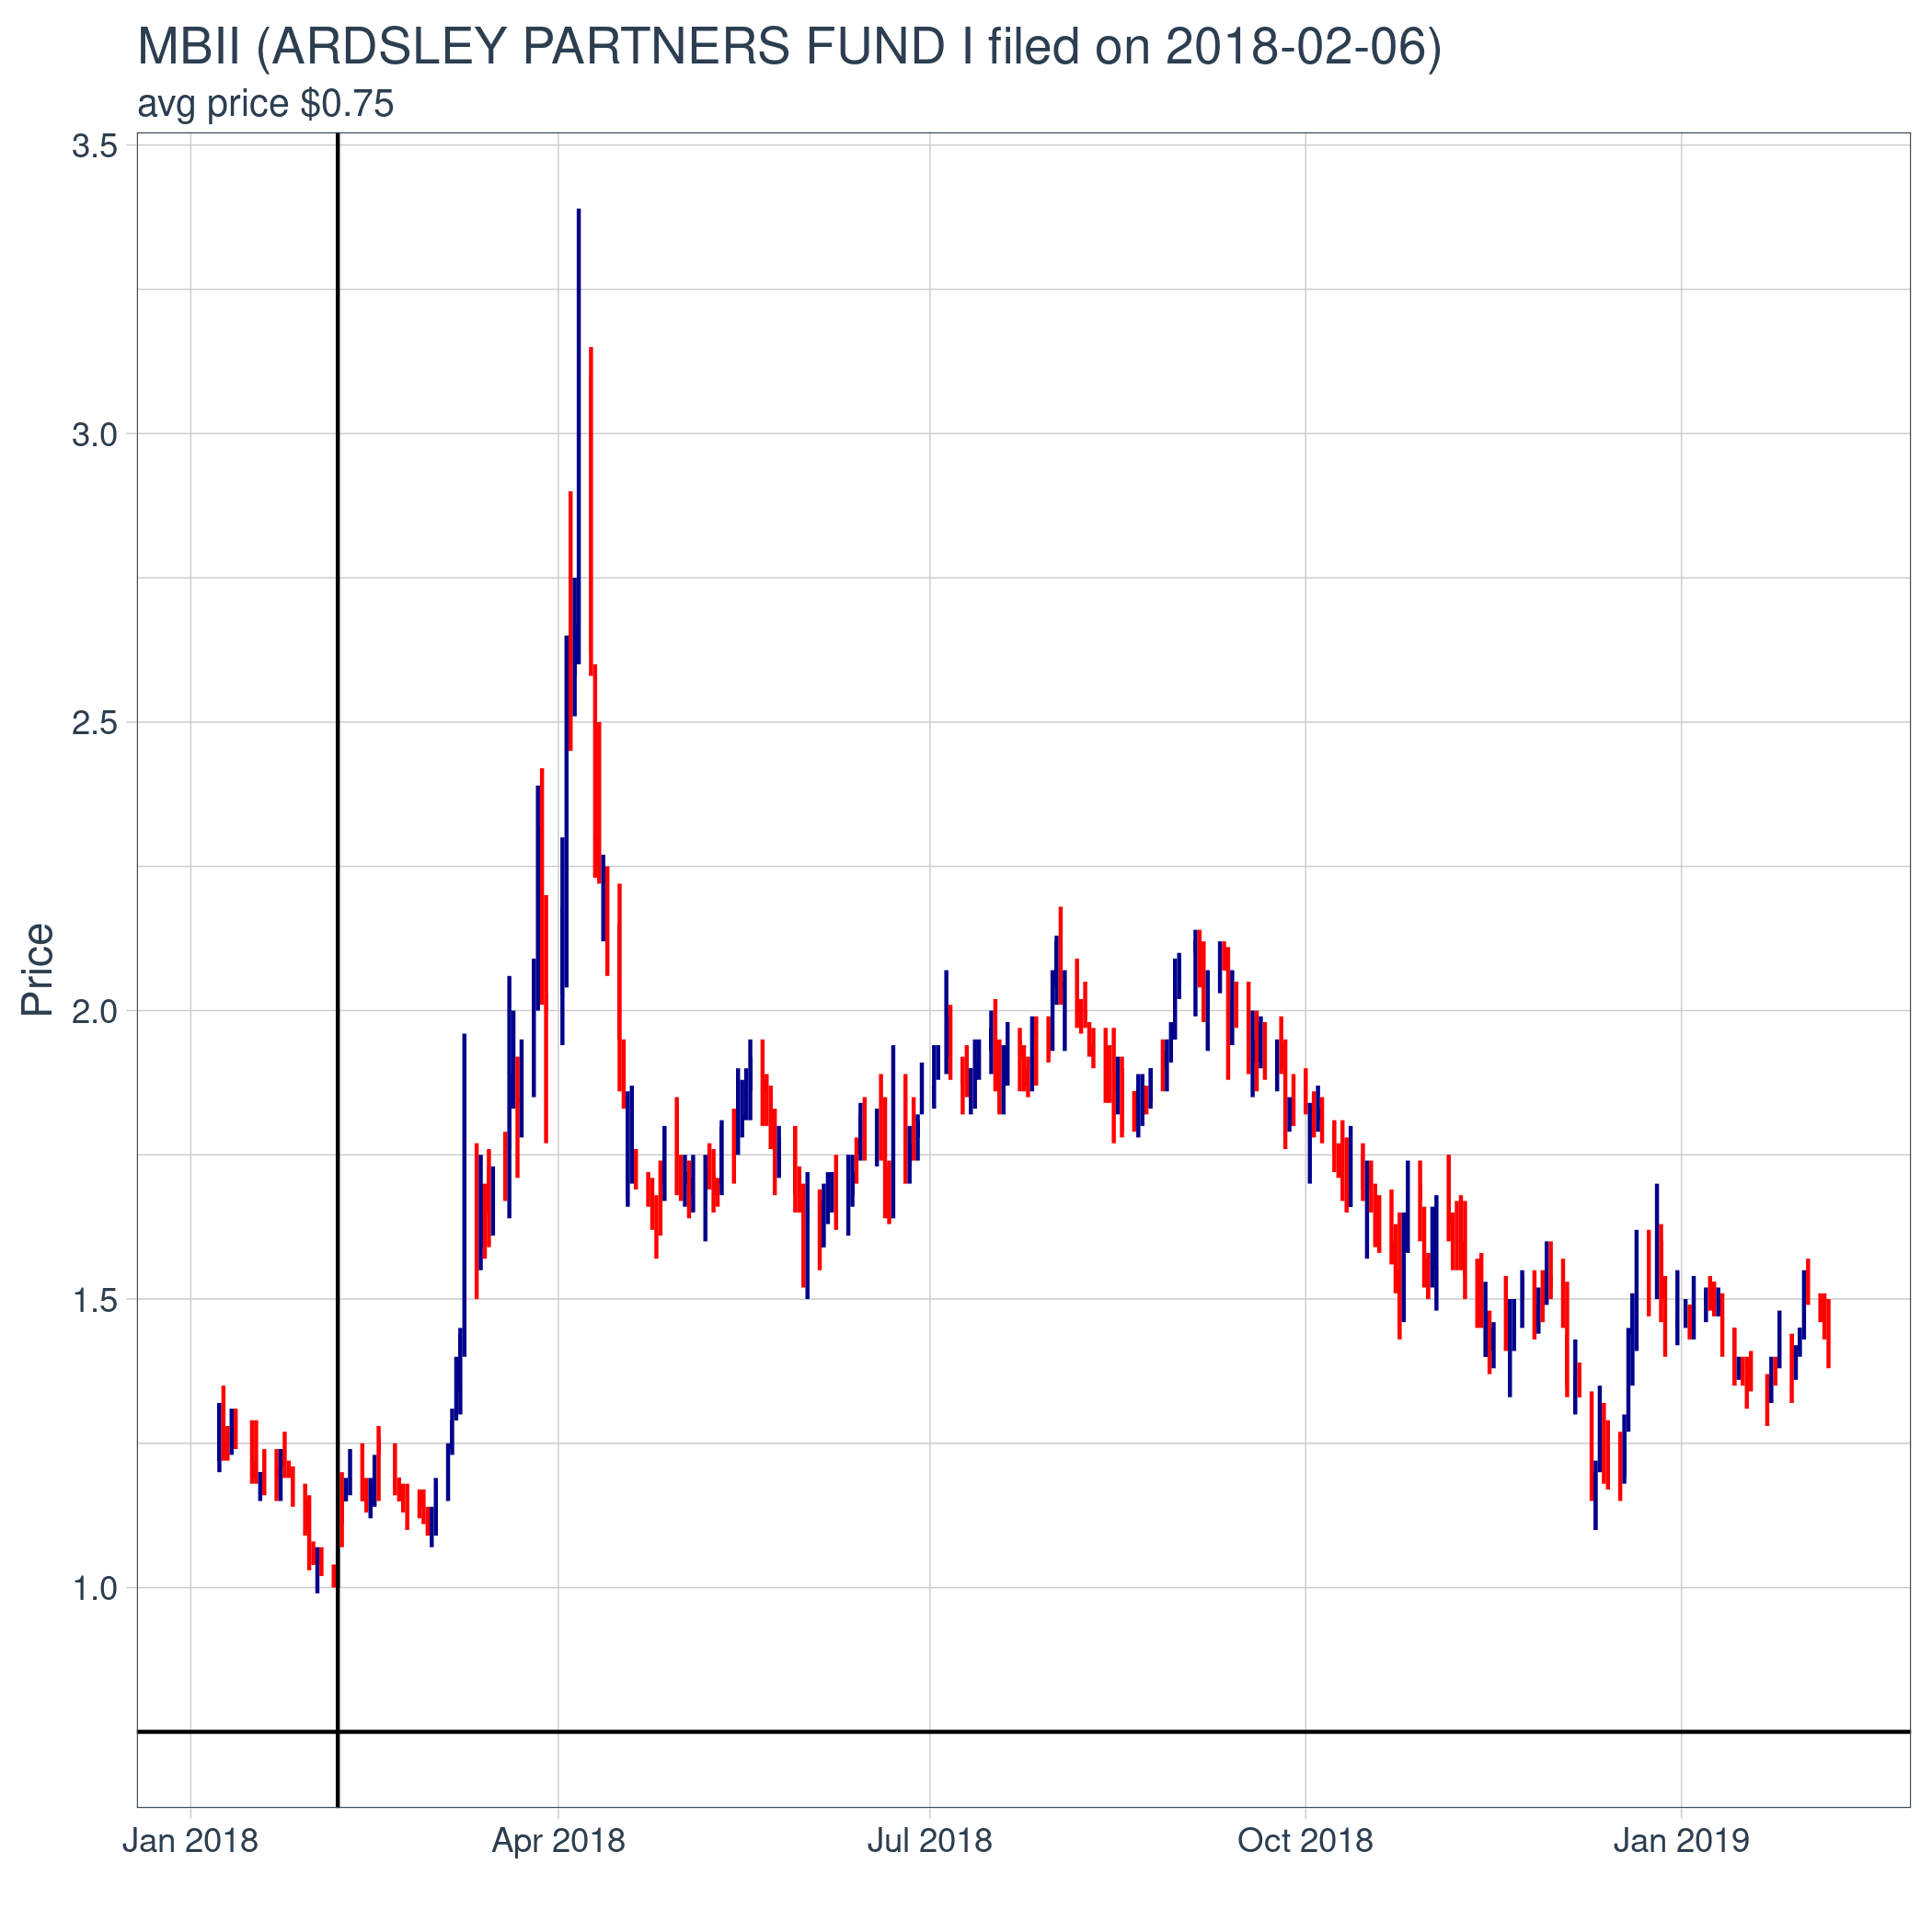 MBII (ARDSLEY PARTNERS FUND I filed on 2018-02-06)
avg price $0.75
3.5
3.0
2.5
2.0
1.5
1.0
Price
Jan 2018
Apr 2018
Jul 2018
Oct 2018
Jan 2019